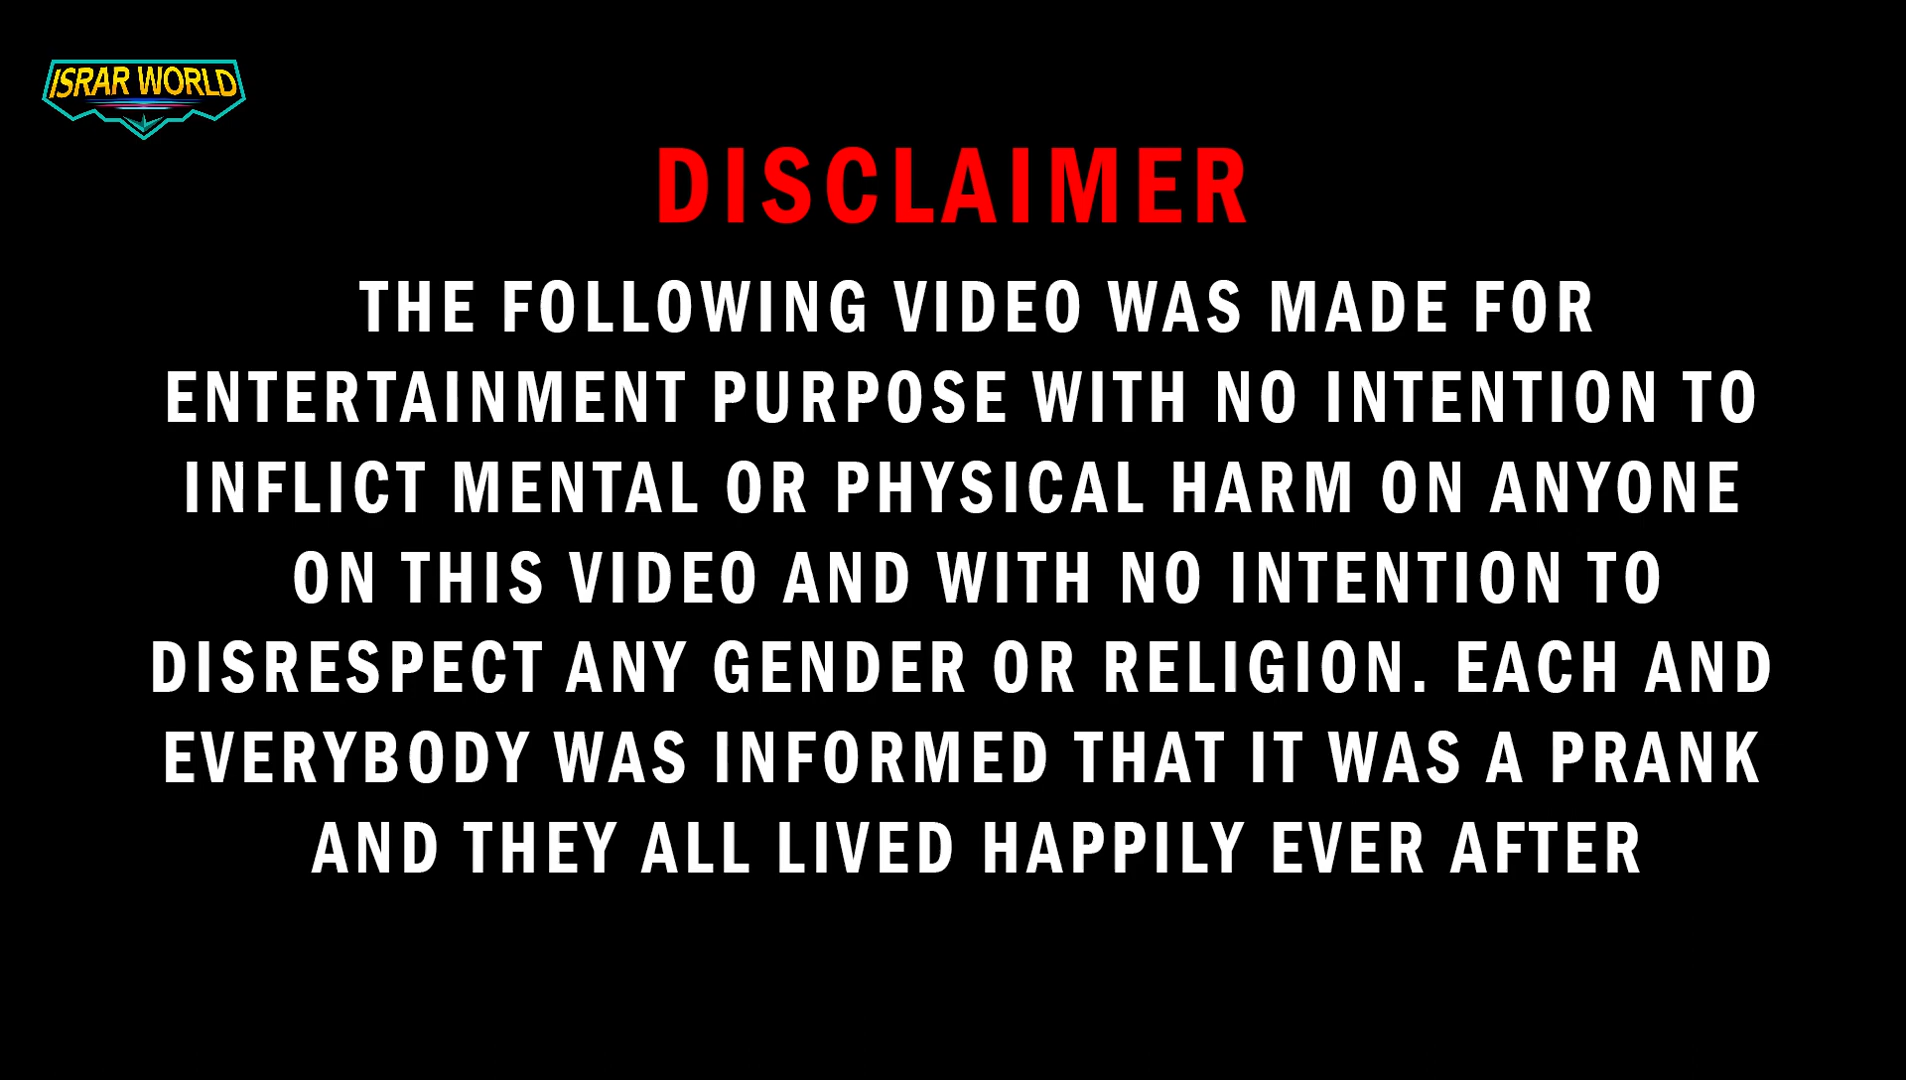 ISRAR WORLD
DISCLAIMER
THE FOLLOWING VIDEO WAS MADE FOR
ENTERTAINMENT PURPOSE WITH NO INTENTION TO
INFLICT MENTAL OR PHYSICAL HARM ON ANYONE
ON THIS VIDEO AND WITH NO INTENTION TO
DISRESPECT ANY GENDER OR RELIGION. EACH AND
EVERYBODY WAS INFORMED THAT IT WAS A PRANK
AND THEY ALL LIVED HAPPILY EVER AFTER